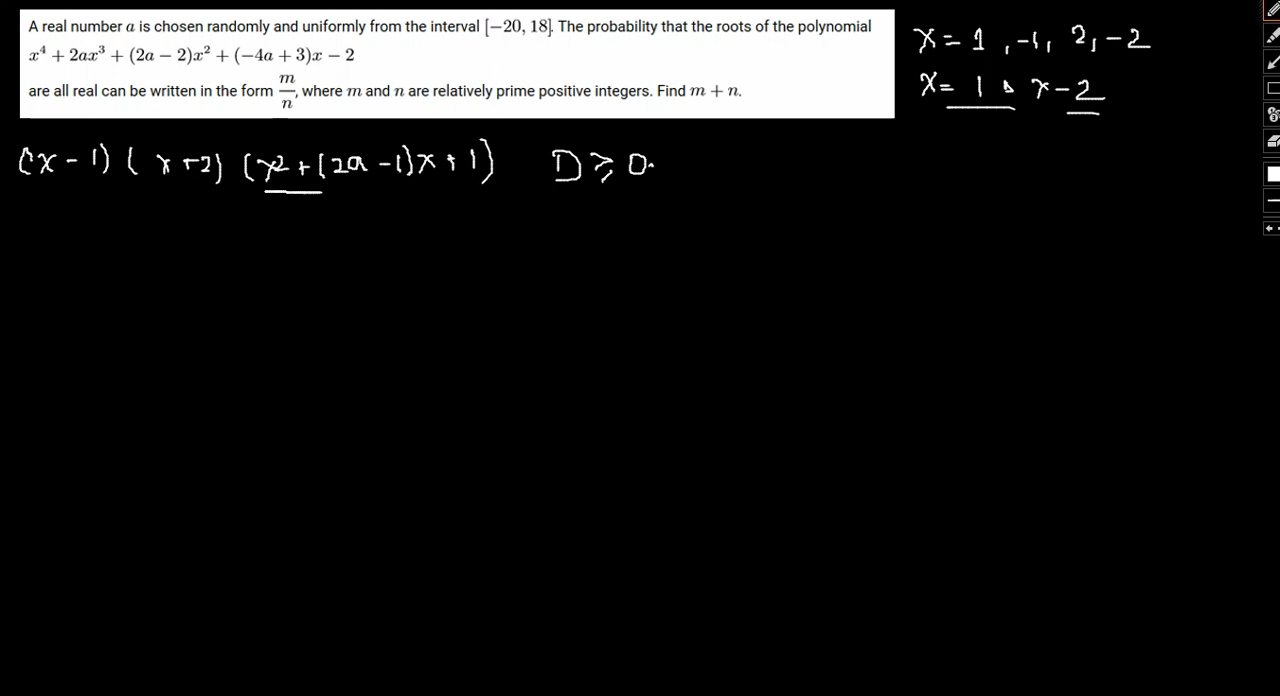 A real number a is chosen randomly and uniformly from the interval [−20, 18]. The probability that the roots of the polynomial
x⁴ + 2ax³ + (2a − 2)x² + (−4a + 3)x − 2
are all real can be written in the form m/n, where m and n are relatively prime positive integers. Find m + n.
x = 1, -1, 2, -2
x = 1 & x - 2
(x - 1) (x + 2) (x2 + (2a - 1)x + 1) D ≥ 0.